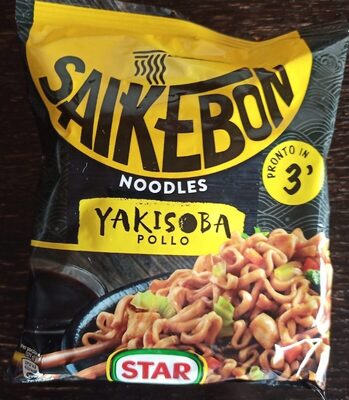 SAIKEBON
NOODLES
PRONTO IN
3'
YAKISOBA
POLLO
STAR